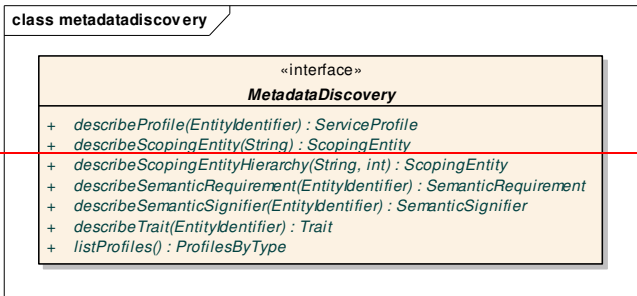 class metadatadiscovery
«interface»
MetadataDiscovery
+ describeProfile(EntityIdentifier) : ServiceProfile
+ describeScopingEntity(String) : ScopingEntity
+ describeScopingEntityHierarchy(String, int) : ScopingEntity
+ describeSemanticRequirement(EntityIdentifier) : SemanticRequirement
+ describeSemanticSignifier(EntityIdentifier) : SemanticSignifier
+ describeTrait(EntityIdentifier) : Trait
+ listProfiles() : ProfilesByType